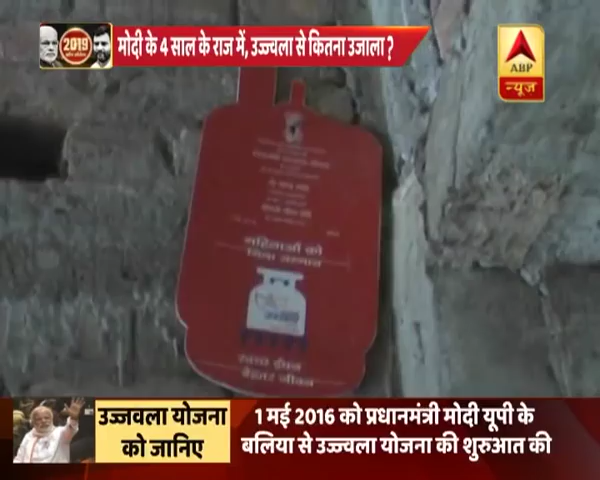 2019
मोदी के 4 साल के राज में, उज्ज्वला से कितना उजाला ?
ABP
न्यूज़
महिलाओं को
मिला सम्मान
स्वच्छ ईंधन
बेहतर जीवन
उज्जवला योजना
को जानिए
1 मई 2016 को प्रधानमंत्री मोदी यूपी के
बलिया से उज्ज्वला योजना की शुरुआत की